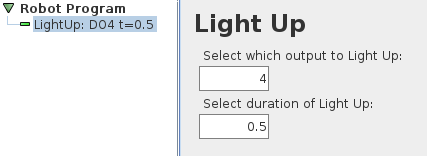 Robot Program
LightUp: DO4 t=0.5
Light Up
Select which output to Light Up:
4
Select duration of Light Up:
0.5